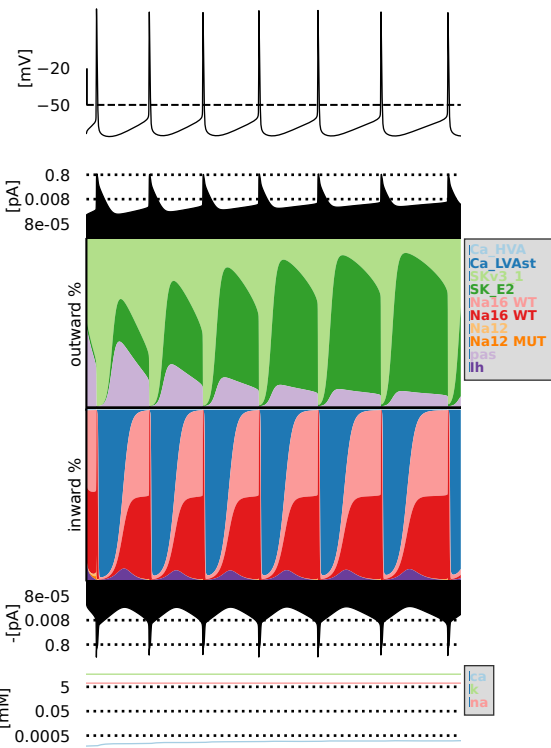 [mV]
−20
−50
[pA]
0.8
0.008
8e-05
outward %
Ca_HVA
Ca_LVAst
SKv3_1
SK_E2
Na16 WT
Na16 WT
Na12
Na12 MUT
pas
Ih
inward %
-[pA]
8e-05
0.008
0.8
[mM]
5
0.05
0.0005
ca
k
na